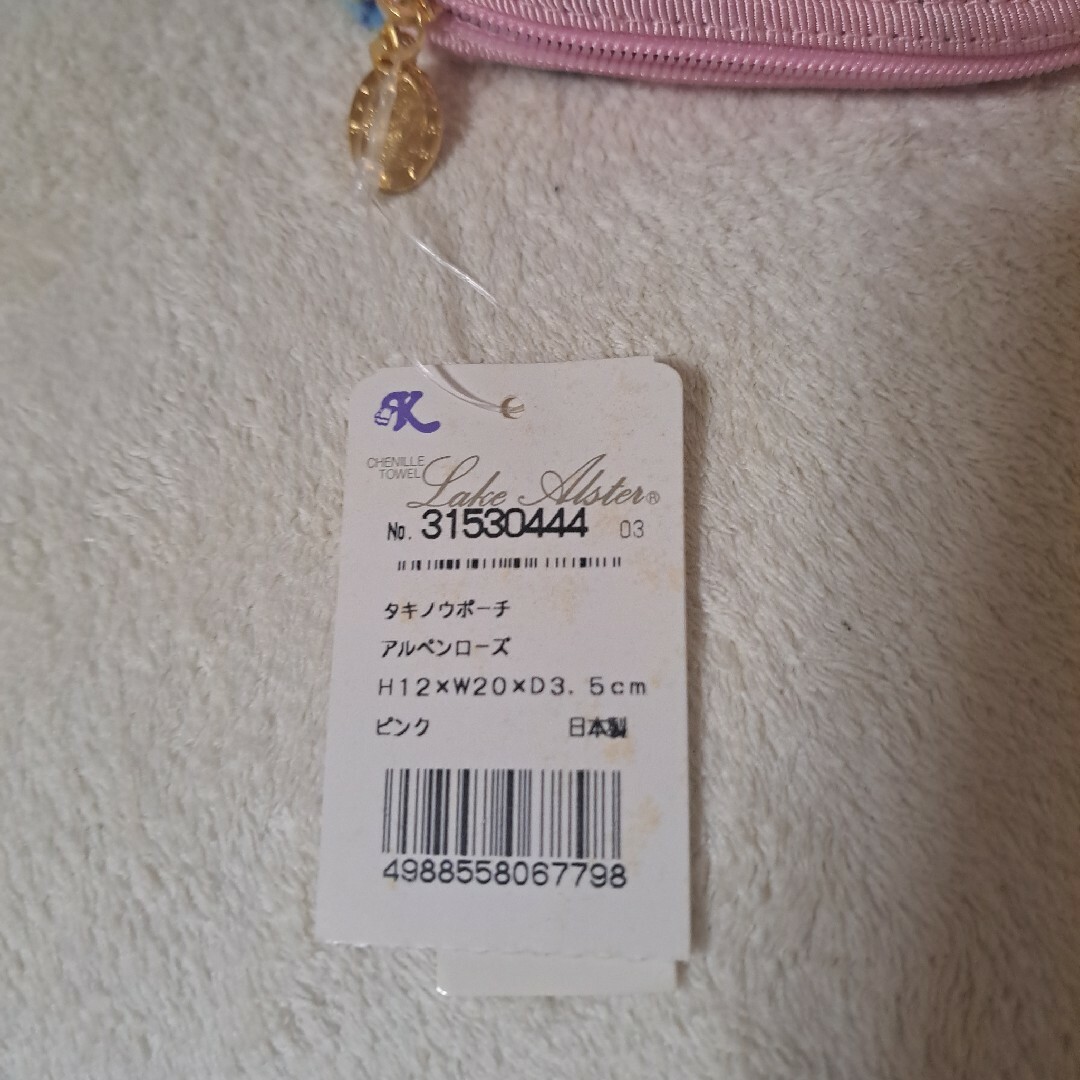 CHENILLE
TOWEL
Lake Alster®
No. 31530444 03
タキノウポーチ
アルペンローズ
H12×W20×D3.5cm
ピンク 日本製
4988558067798